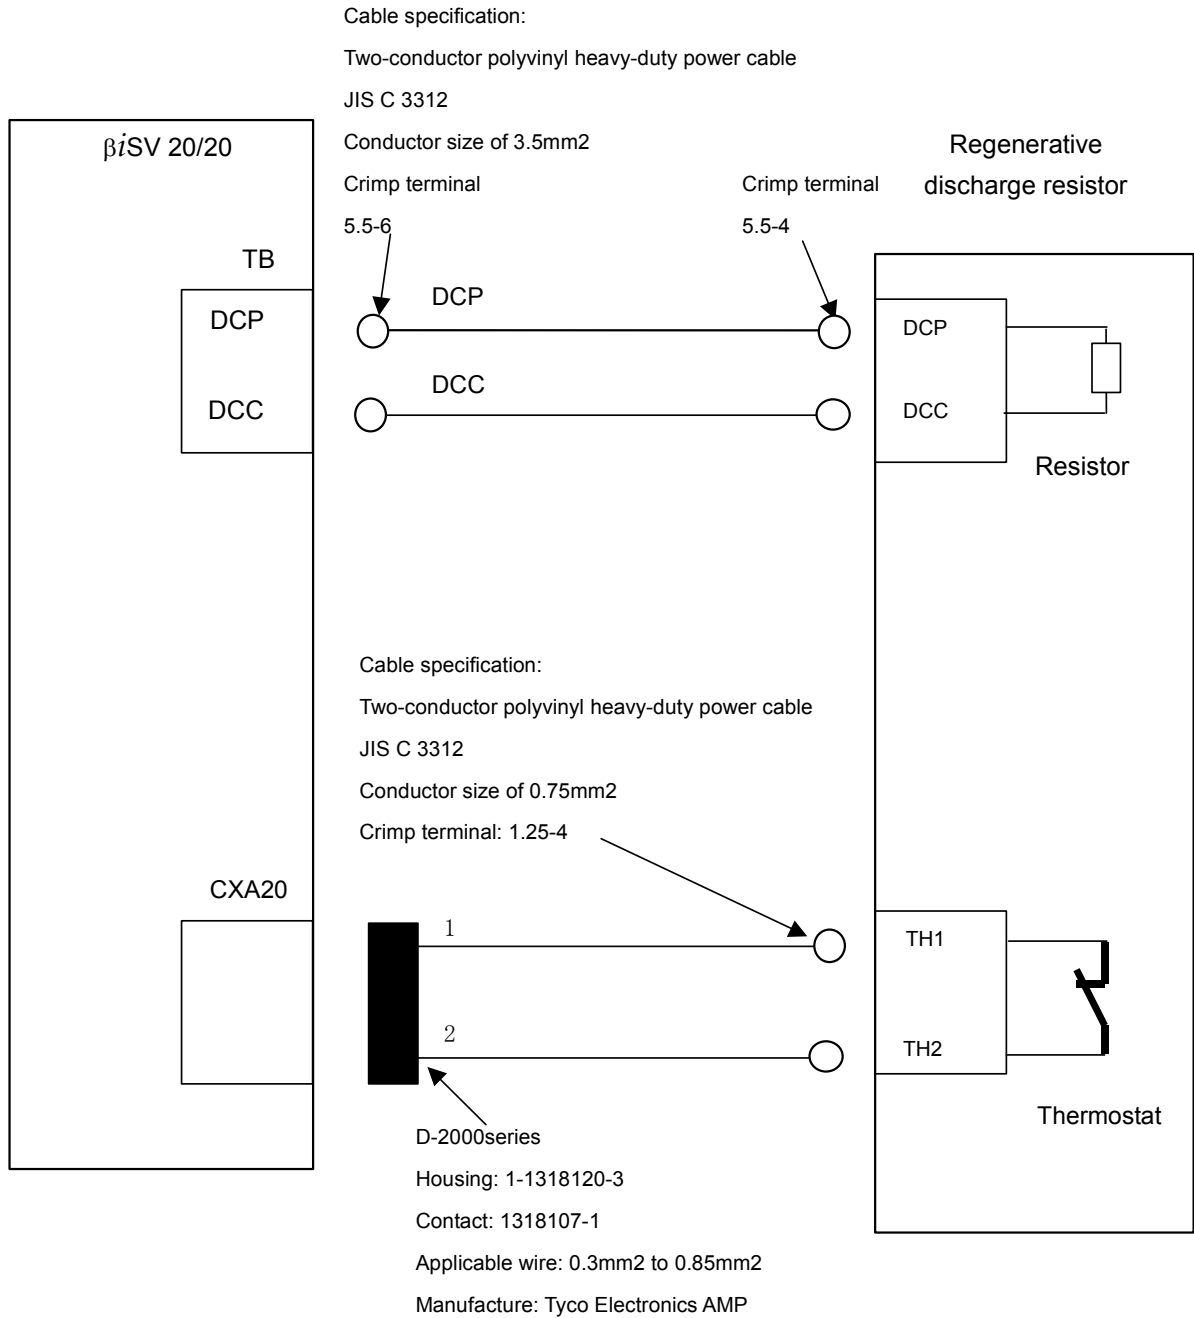 Cable specification:
Two-conductor polyvinyl heavy-duty power cable
JIS C 3312
Conductor size of 3.5mm2
Crimp terminal
5.5-6
Crimp terminal
5.5-4
βiSV 20/20
Regenerative
discharge resistor
TB
DCP
DCC
DCP
DCC
DCP
DCC
Resistor
Cable specification:
Two-conductor polyvinyl heavy-duty power cable
JIS C 3312
Conductor size of 0.75mm2
Crimp terminal: 1.25-4
CXA20
1
2
TH1
TH2
Thermostat
D-2000series
Housing: 1-1318120-3
Contact: 1318107-1
Applicable wire: 0.3mm2 to 0.85mm2
Manufacture: Tyco Electronics AMP